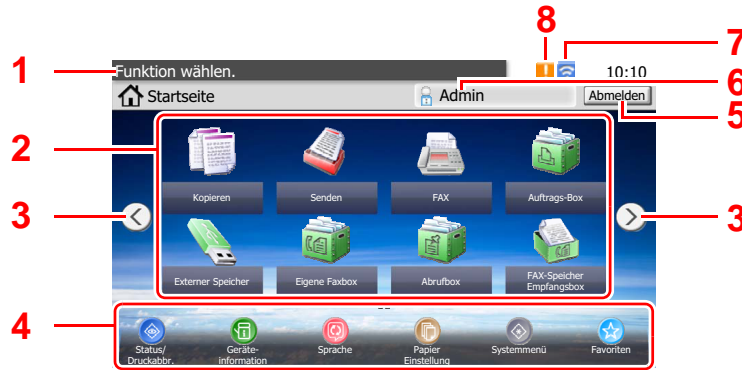 8
7
1
Funktion wählen.
10:10
6
Startseite
Admin
Abmelden
5
2
Kopieren
Senden
FAX
Auftrags-Box
3
3
Externer Speicher
Eigene Faxbox
Abrufbox
FAX-Speicher
Empfangsbox
4
Status/
Druckabbr.
Geräte-
information
Sprache
Papier
Einstellung
Systemmenü
Favoriten